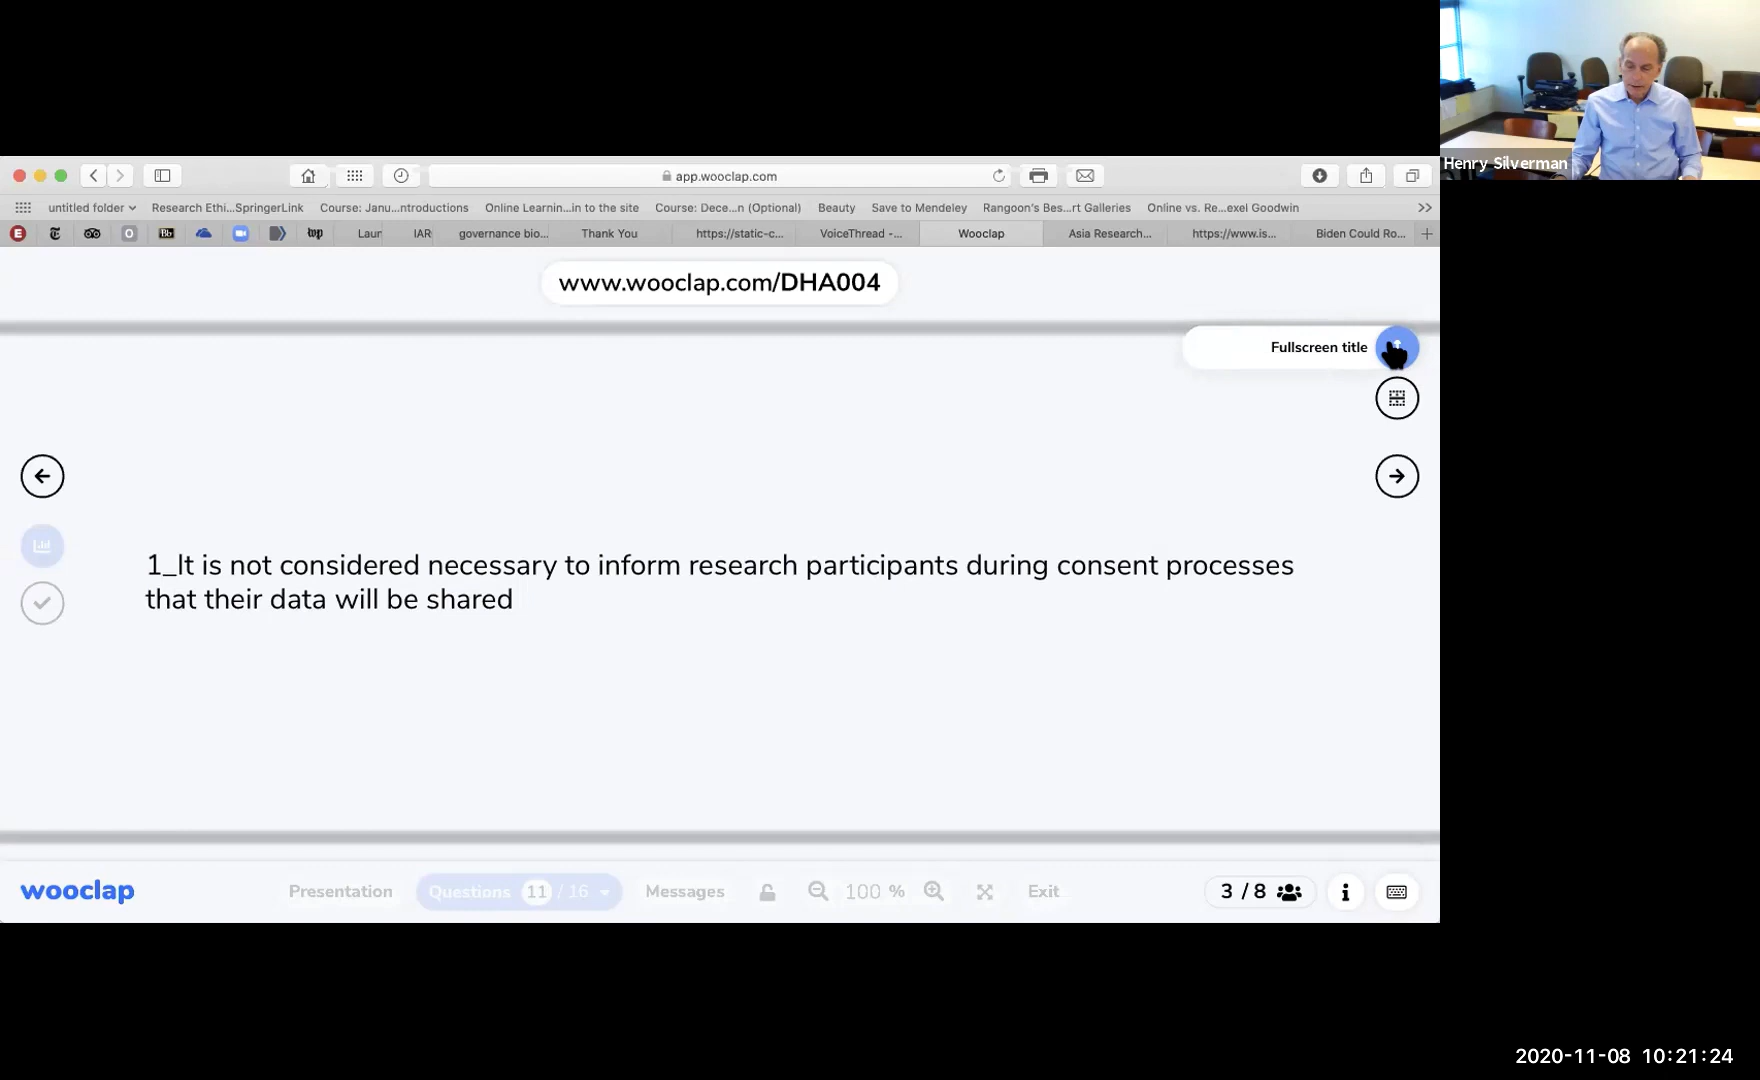 Henry Silverman
app.wooclap.com
untitled folder Research Ethi...SpringerLink Course: Janu...ntroductions Online Learnin...in to the site Course: Dece...n (Optional) Beauty Save to Mendeley Rangoon's Bes...rt Galleries Online vs. Re...exel Goodwin >>
E O Bb wp Laur IAR governance bio... Thank You https://static-c... VoiceThread -... Wooclap Asia Research... https://www.is... Biden Could Ro... +
www.wooclap.com/DHA004
Fullscreen title
1_It is not considered necessary to inform research participants during consent processes
that their data will be shared
wooclap Presentation Questions 11 / 16 Messages 100 % Exit 3 / 8 i
2020-11-08 10:21:24